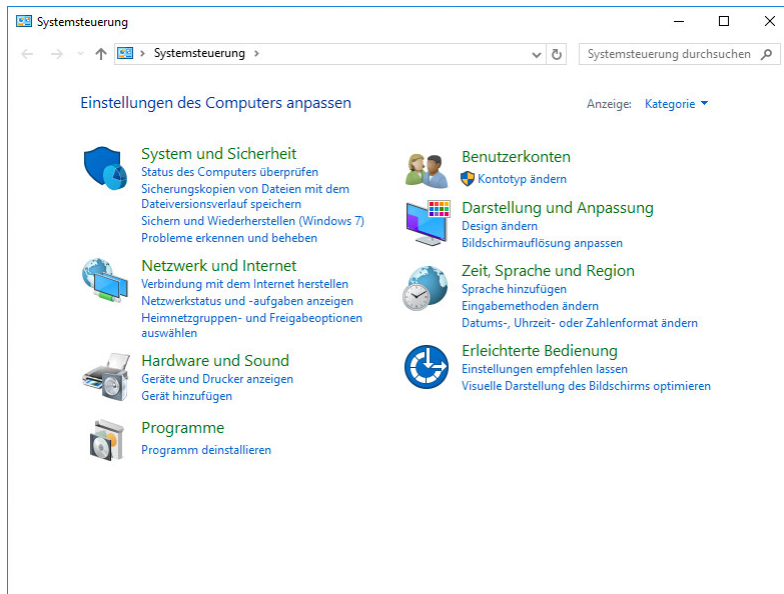 Systemsteuerung
Systemsteuerung
Systemsteuerung durchsuchen
Einstellungen des Computers anpassen
Anzeige: Kategorie
System und Sicherheit
Status des Computers überprüfen
Sicherungskopien von Dateien mit dem
Dateiversionsverlauf speichern
Sichern und Wiederherstellen (Windows 7)
Probleme erkennen und beheben
Netzwerk und Internet
Verbindung mit dem Internet herstellen
Netzwerkstatus und -aufgaben anzeigen
Heimnetzgruppen- und Freigabeoptionen
auswählen
Hardware und Sound
Geräte und Drucker anzeigen
Gerät hinzufügen
Programme
Programm deinstallieren
Benutzerkonten
Kontotyp ändern
Darstellung und Anpassung
Design ändern
Bildschirmauflösung anpassen
Zeit, Sprache und Region
Sprache hinzufügen
Eingabemethoden ändern
Datums-, Uhrzeit- oder Zahlenformat ändern
Erleichterte Bedienung
Einstellungen empfehlen lassen
Visuelle Darstellung des Bildschirms optimieren